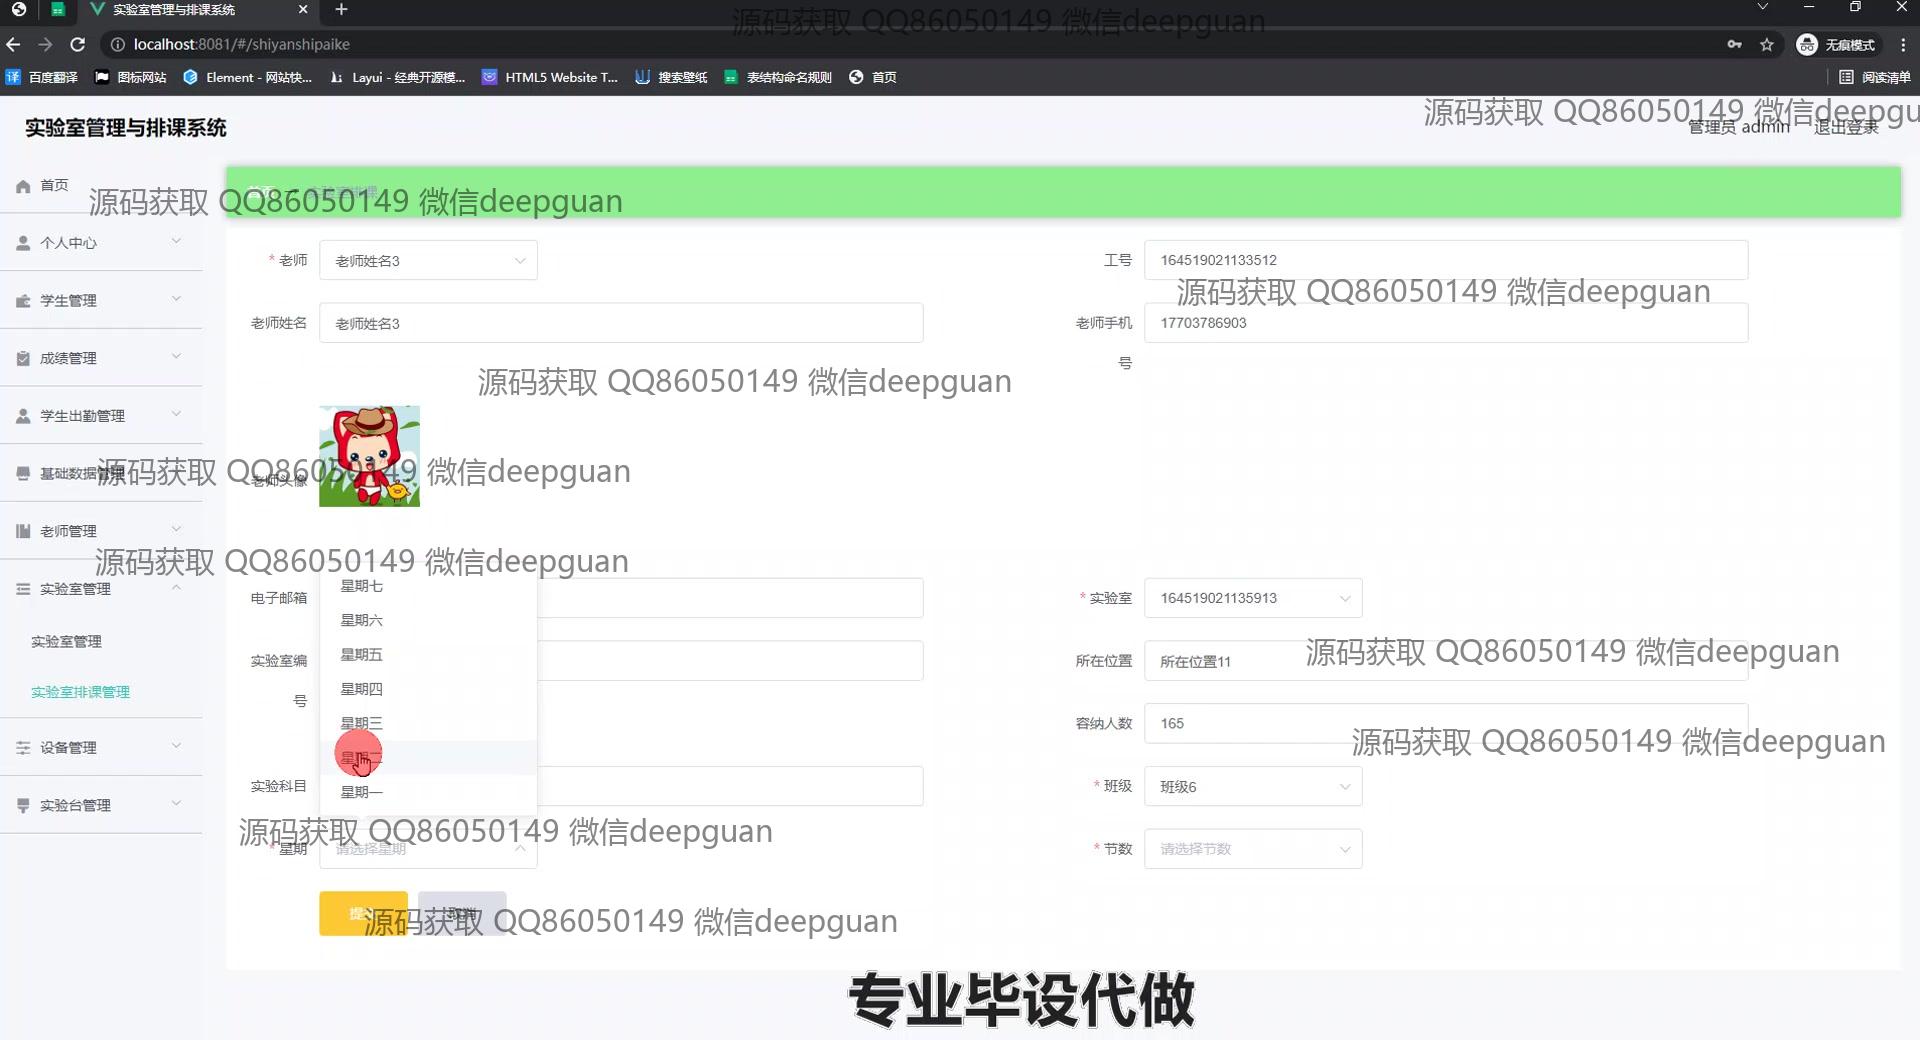 实验室管理与排课系统
源码获取 QQ86050149 微信deepguan
localhost:8081/#/shiyanshipaike
无痕模式
百度翻译
图标网站
Element - 网站快...
Layui - 经典开源模...
HTML5 Website T...
搜索壁纸
表结构命名规则
首页
阅读清单
实验室管理与排课系统
源码获取 QQ86050149 微信deepgu
管理员 admin
退出登录
首页
源码获取 QQ86050149 微信deepguan
首页
实验室排课
个人中心
* 老师
老师姓名3
工号
164519021133512
学生管理
源码获取 QQ86050149 微信deepguan
老师姓名
老师姓名3
老师手机号
17703786903
成绩管理
源码获取 QQ86050149 微信deepguan
学生出勤管理
基础数据管理
源码获取 QQ86050149 微信deepguan
老师头像
老师管理
源码获取 QQ86050149 微信deepguan
实验室管理
电子邮箱
星期七
星期六
星期五
星期四
星期三
星期二
星期一
* 实验室
164519021135913
实验室管理
实验室编号
所在位置
所在位置11
源码获取 QQ86050149 微信deepguan
实验室排课管理
容纳人数
165
设备管理
源码获取 QQ86050149 微信deepguan
实验科目
* 班级
班级6
实验台管理
源码获取 QQ86050149 微信deepguan
* 星期
请选择星期
* 节数
请选择节数
提交
取消
源码获取 QQ86050149 微信deepguan
专业毕设代做